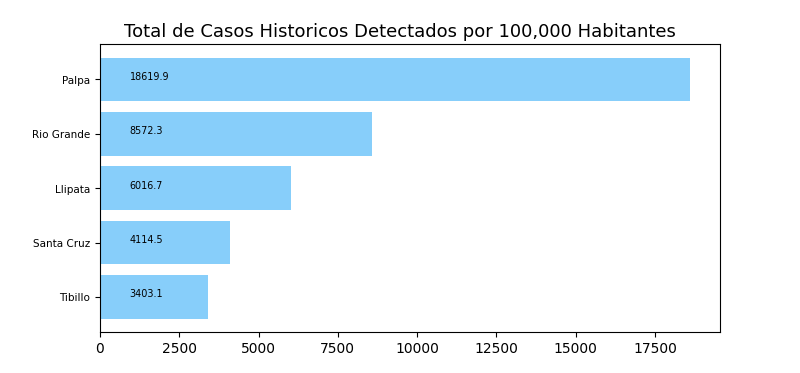 Total de Casos Historicos Detectados por 100,000 Habitantes
Palpa 18619.9
Rio Grande 8572.3
Llipata 6016.7
Santa Cruz 4114.5
Tibillo 3403.1
0 2500 5000 7500 10000 12500 15000 17500